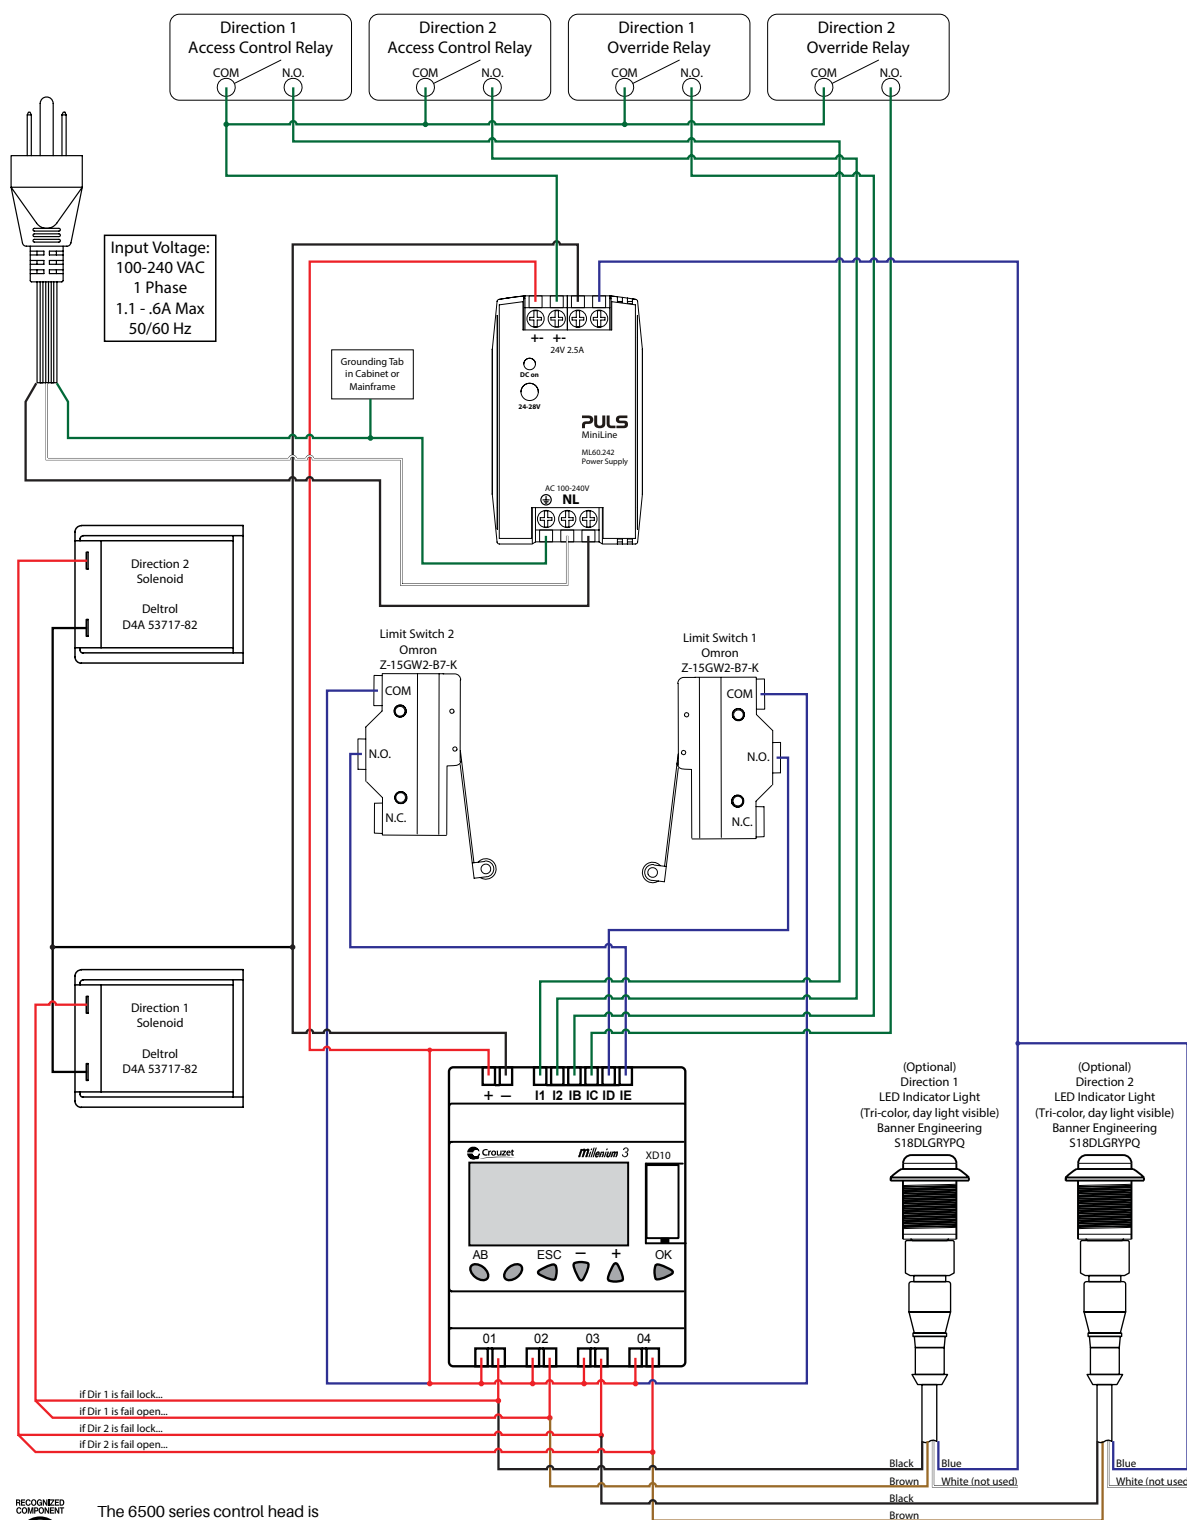 Direction 1
Access Control Relay
COM
N.O.
Direction 2
Access Control Relay
COM
N.O.
Direction 1
Override Relay
COM
N.O.
Direction 2
Override Relay
COM
N.O.
Input Voltage:
100-240 VAC
1 Phase
1.1 - .6A Max
50/60 Hz
Grounding Tab
in Cabinet or
Mainframe
+- +-
24V 2.5A
DC on
24-28V
PULS
MiniLine
ML60.242
Power Supply
AC 100-240V
NL
Direction 2
Solenoid
Deltrol
D4A 53717-82
Limit Switch 2
Omron
Z-15GW2-B7-K
COM
N.O.
N.C.
Limit Switch 1
Omron
Z-15GW2-B7-K
COM
N.O.
N.C.
Direction 1
Solenoid
Deltrol
D4A 53717-82
+ − I1 I2 IB IC ID IE
Crouzet
Millenium 3
XD10
AB ESC − + OK
01 02 03 04
(Optional)
Direction 1
LED Indicator Light
(Tri-color, day light visible)
Banner Engineering
S18DLGRYPQ
(Optional)
Direction 2
LED Indicator Light
(Tri-color, day light visible)
Banner Engineering
S18DLGRYPQ
if Dir 1 is fail lock...
if Dir 1 is fail open...
if Dir 2 is fail lock...
if Dir 2 is fail open...
Black
Blue
Brown
White (not used)
Black
Brown
Blue
White (not used
RECOGNIZED
COMPONENT
The 6500 series control head is